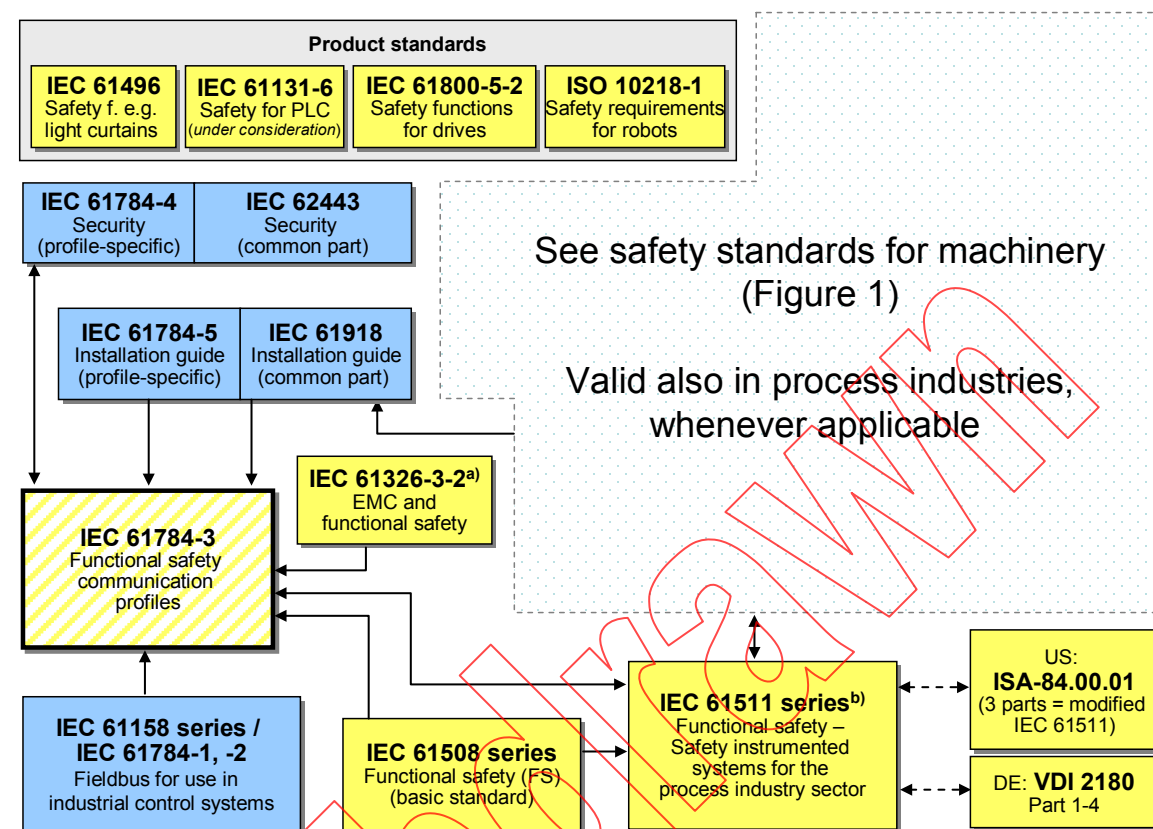 Product standards
IEC 61496
Safety f. e.g.
light curtains
IEC 61131-6
Safety for PLC
(under consideration)
IEC 61800-5-2
Safety functions
for drives
ISO 10218-1
Safety requirements
for robots
IEC 61784-4
Security
(profile-specific)
IEC 62443
Security
(common part)
See safety standards for machinery
(Figure 1)
Valid also in process industries,
whenever applicable
IEC 61784-5
Installation guide
(profile-specific)
IEC 61918
Installation guide
(common part)
IEC 61326-3-2a)
EMC and
functional safety
IEC 61784-3
Functional safety
communication
profiles
IEC 61158 series /
IEC 61784-1, -2
Fieldbus for use in
industrial control systems
IEC 61508 series
Functional safety (FS)
(basic standard)
IEC 61511 seriesb)
Functional safety –
Safety instrumented
systems for the
process industry sector
US:
ISA-84.00.01
(3 parts = modified
IEC 61511)
DE: VDI 2180
Part 1-4